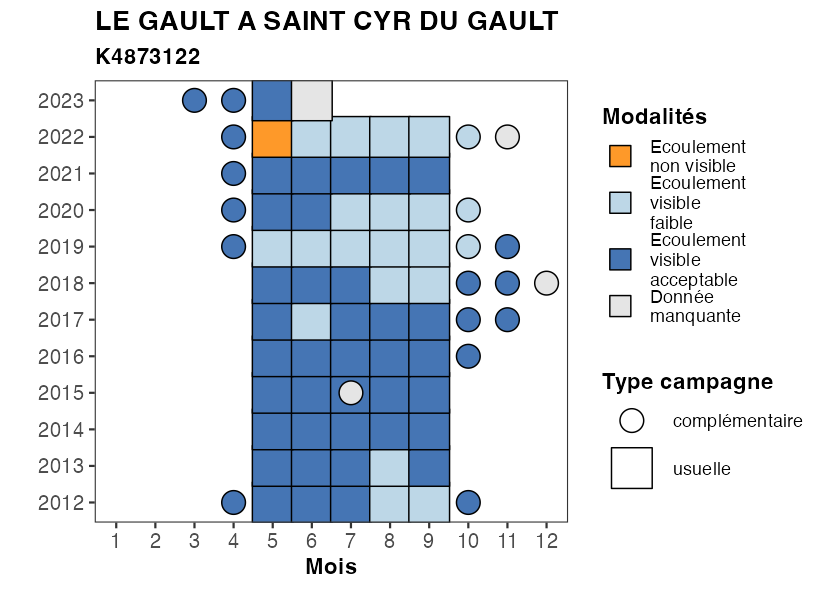 LE GAULT A SAINT CYR DU GAULT
K4873122
2023
2022
2021
2020
2019
2018
2017
2016
2015
2014
2013
2012
1 2 3 4 5 6 7 8 9 10 11 12
Mois
Modalités
Ecoulement
non visible
Ecoulement
visible
faible
Ecoulement
visible
acceptable
Donnée
manquante
Type campagne
complémentaire
usuelle